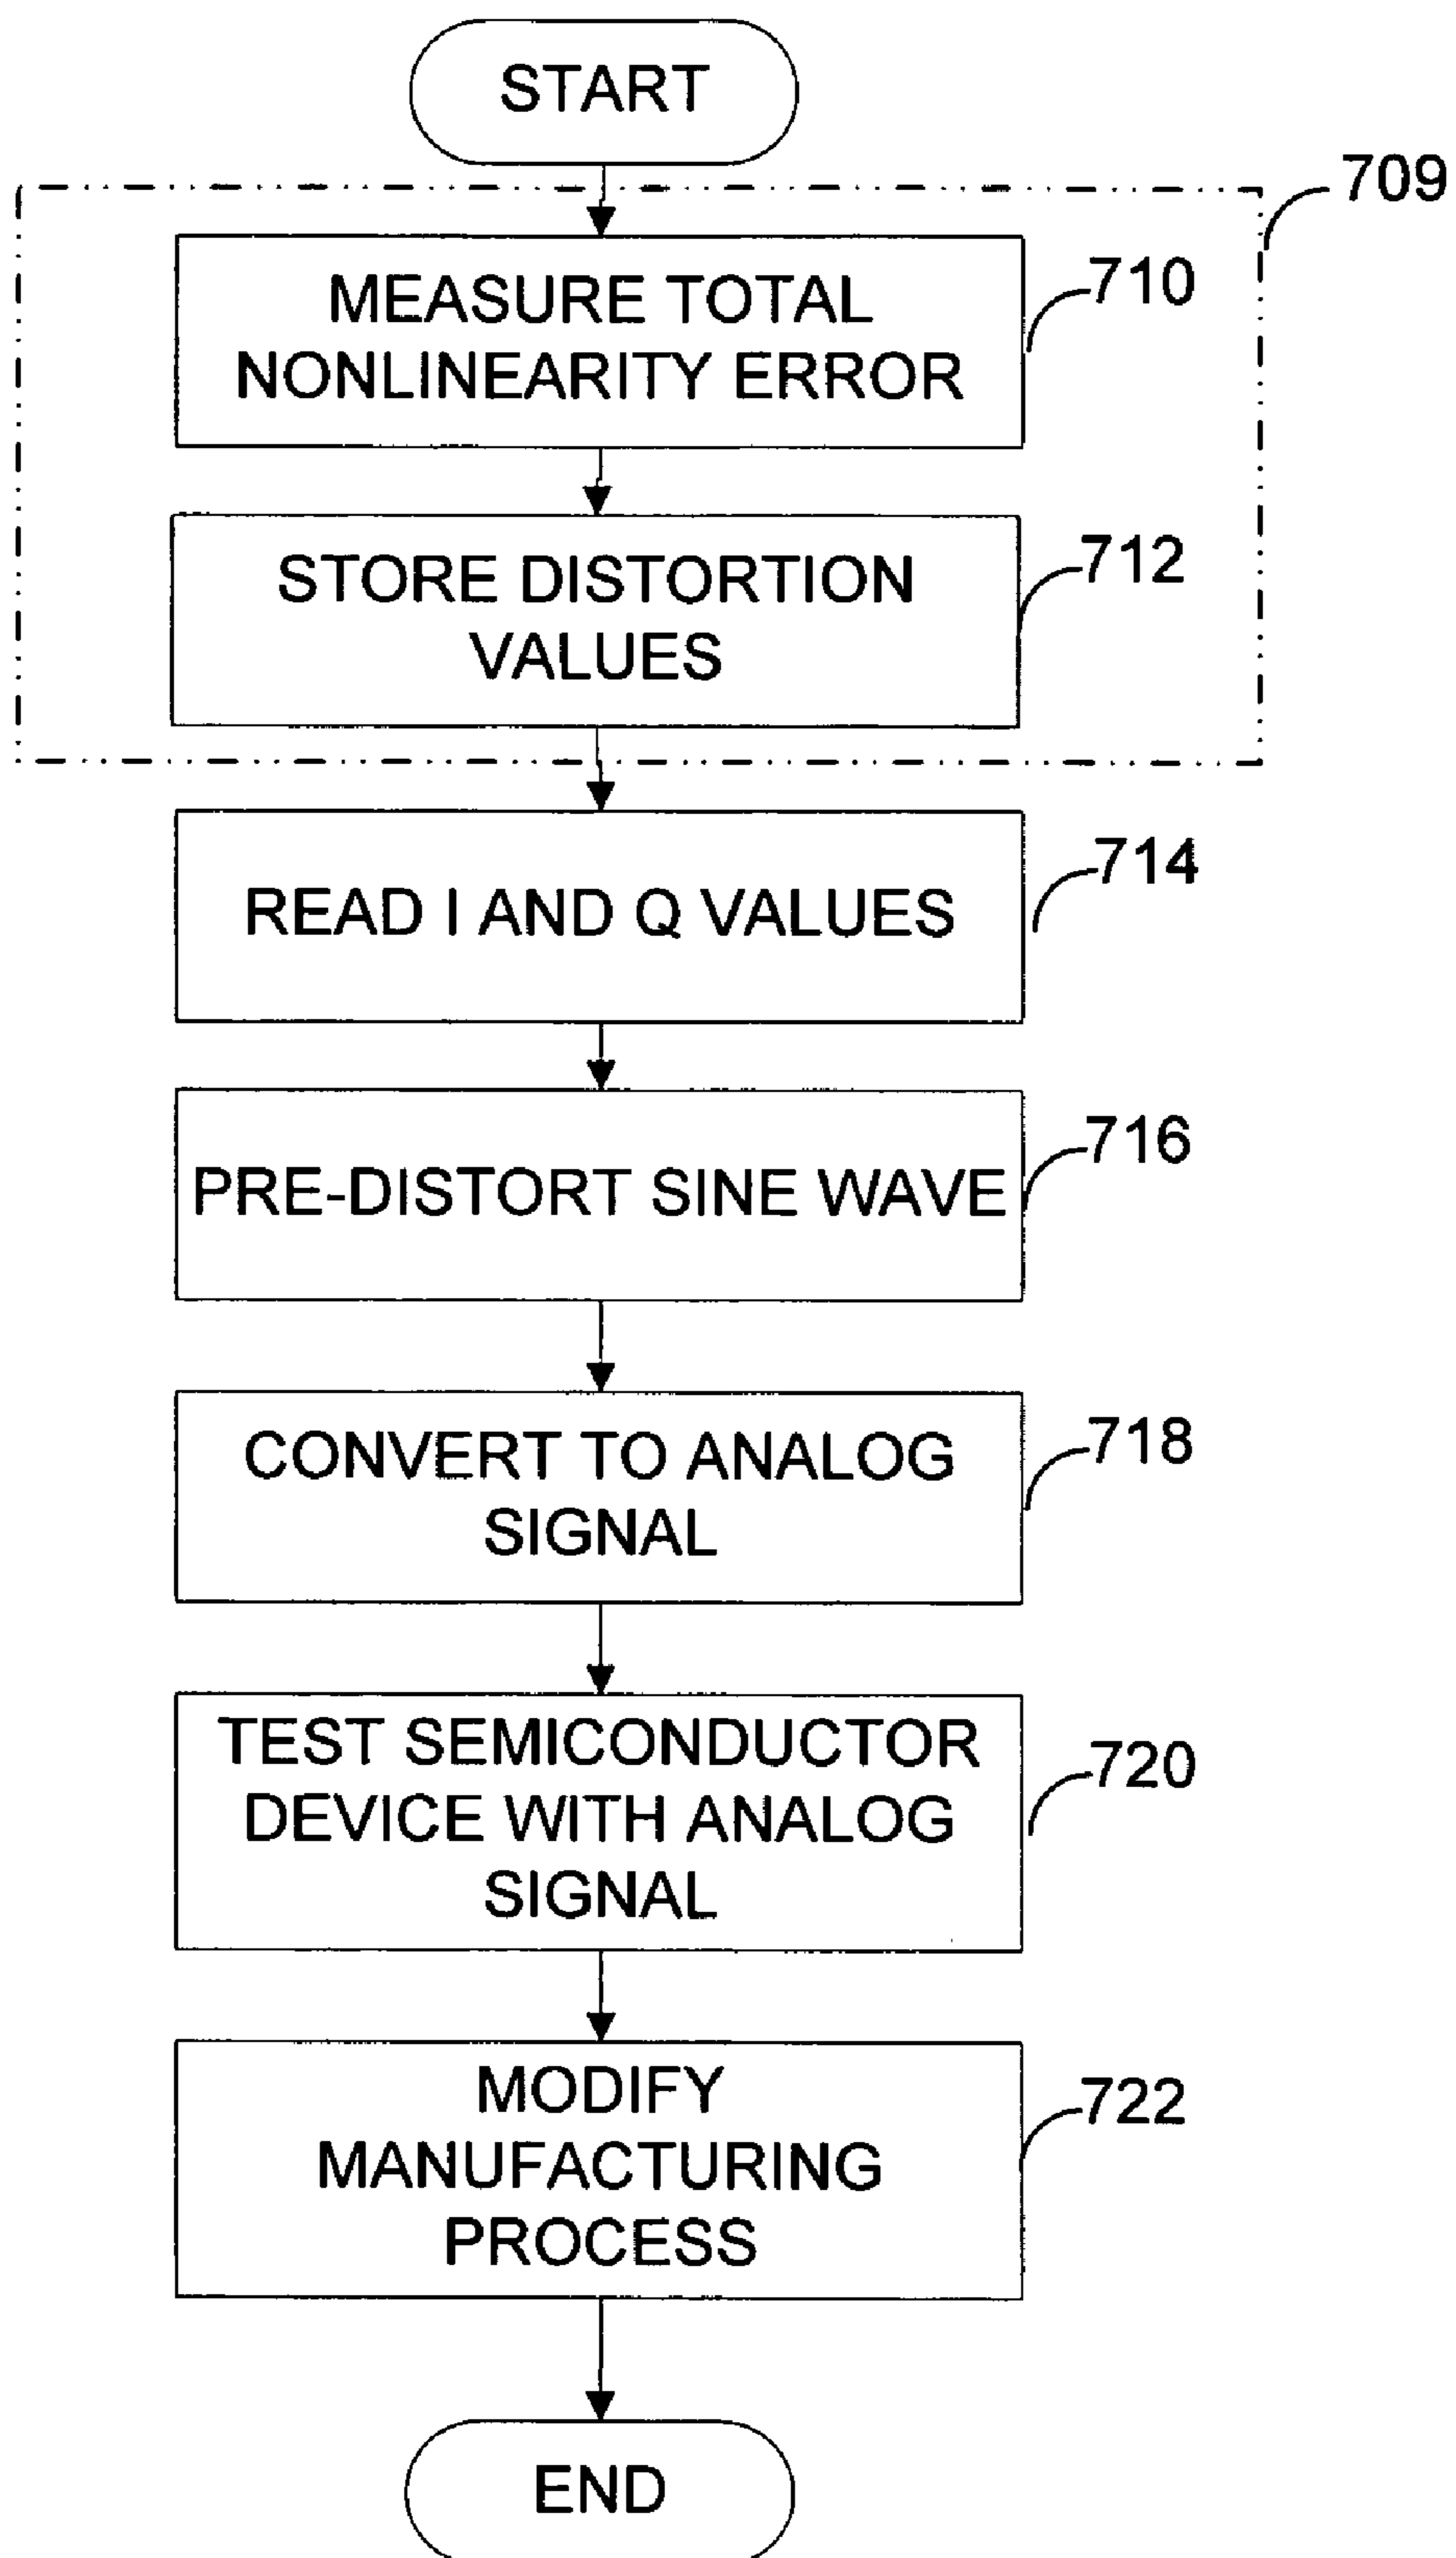 START
709
MEASURE TOTAL
NONLINEARITY ERROR
710
STORE DISTORTION
VALUES
712
READ I AND Q VALUES
714
PRE-DISTORT SINE WAVE
716
CONVERT TO ANALOG
SIGNAL
718
TEST SEMICONDUCTOR
DEVICE WITH ANALOG
SIGNAL
720
MODIFY
MANUFACTURING
PROCESS
722
END